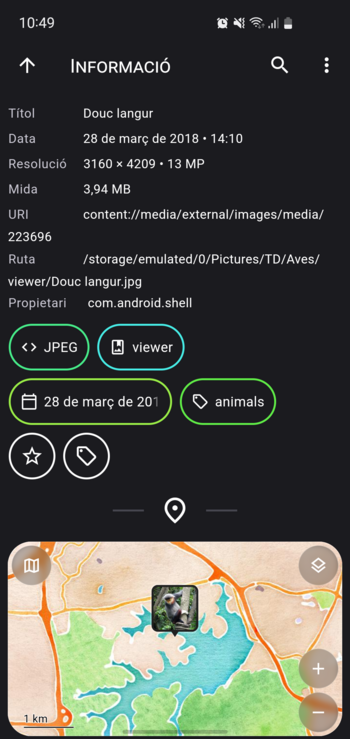 10:49
Informació
Títol Douc langur
Data 28 de març de 2018 • 14:10
Resolució 3160 × 4209 • 13 MP
Mida 3,94 MB
URI content://media/external/images/media/
223696
Ruta /storage/emulated/0/Pictures/TD/Aves/
viewer/Douc langur.jpg
Propietari com.android.shell
JPEG viewer
28 de març de 201 animals
1 km